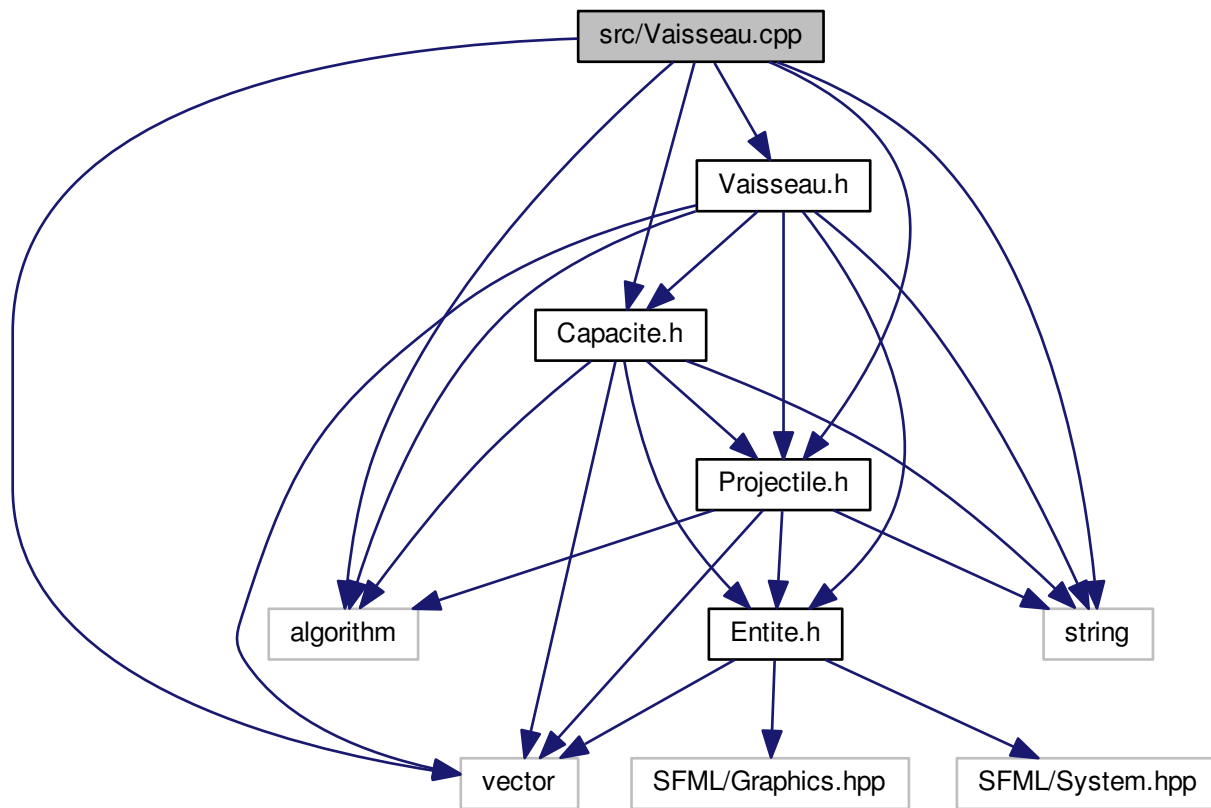 src/Vaisseau.cpp
Vaisseau.h
Capacite.h
Projectile.h
algorithm
Entite.h
string
vector
SFML/Graphics.hpp
SFML/System.hpp